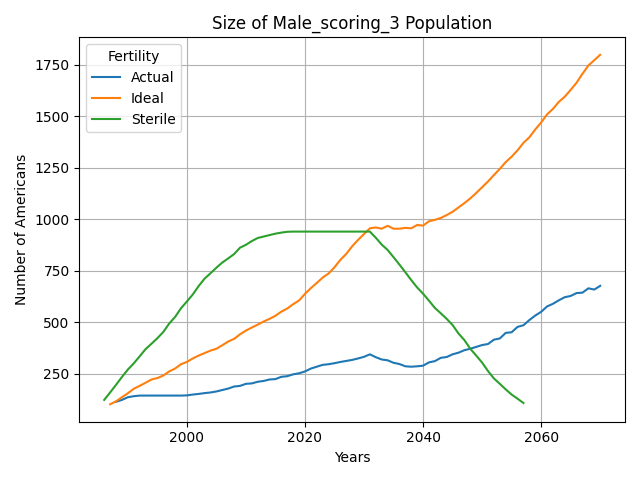 Size of Male_scoring_3 Population
Fertility
Actual
Ideal
Sterile
Number of Americans
1750
1500
1250
1000
750
500
250
2000
2020
2040
2060
Years